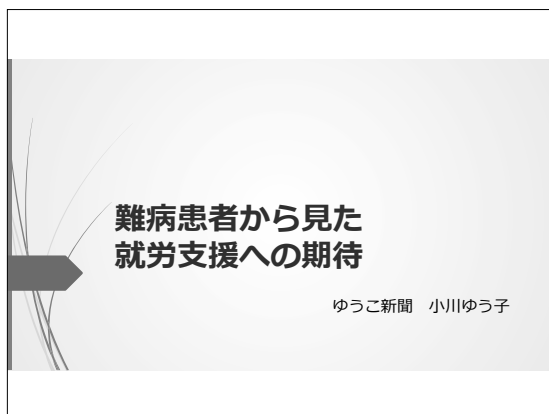 難病患者から見た
就労支援への期待
ゆうこ新聞　小川ゆう子